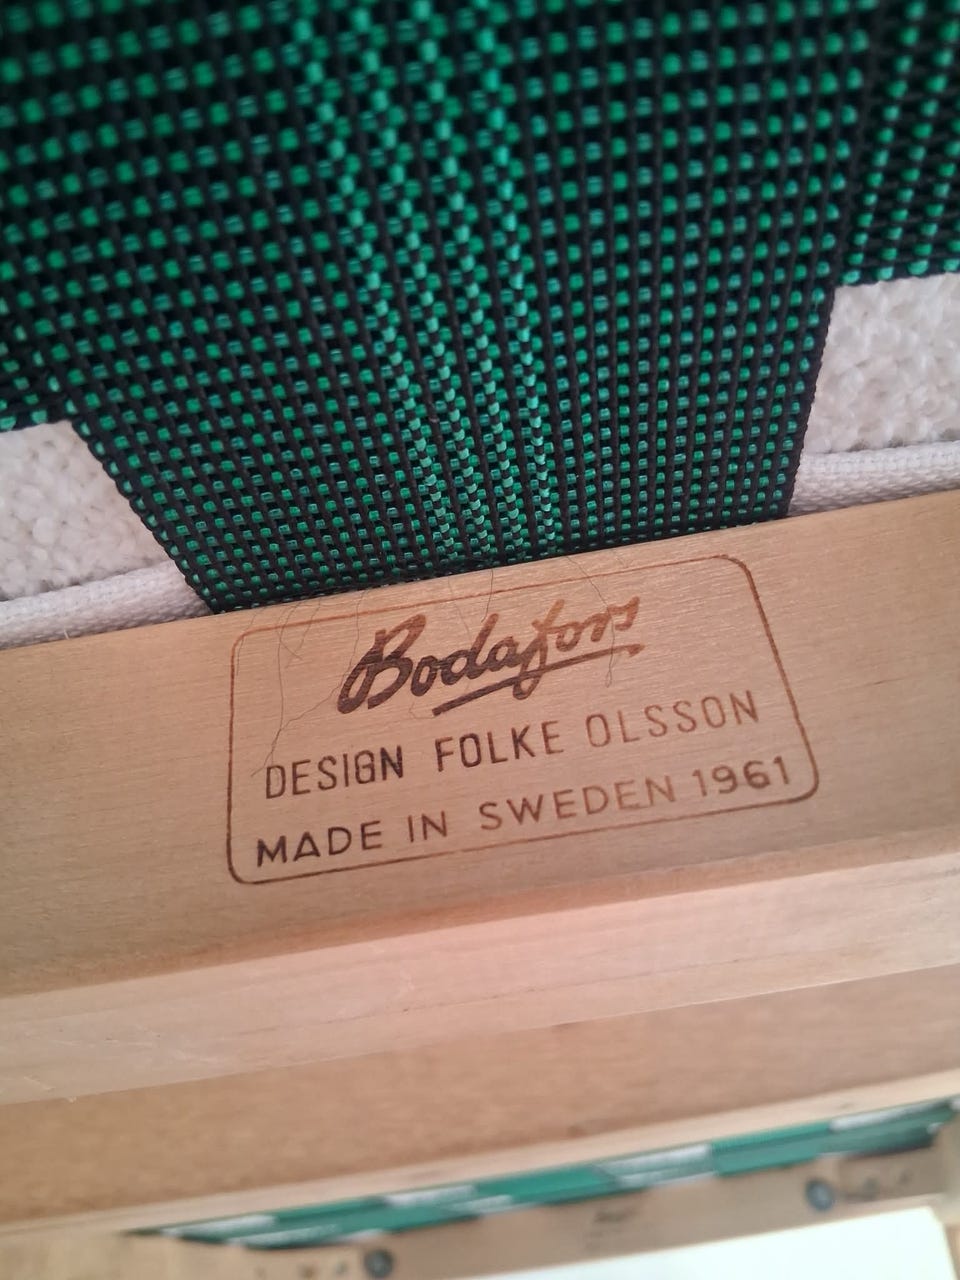 Bodafors
DESIGN FOLKE OLSSON
MADE IN SWEDEN 1961